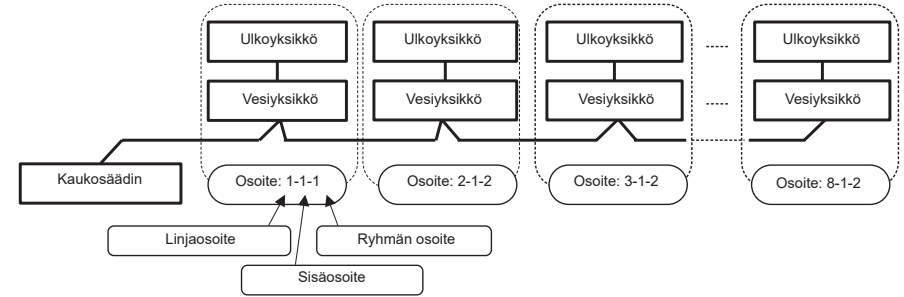 Ulkoyksikkö Ulkoyksikkö Ulkoyksikkö ..... Ulkoyksikkö
Vesiyksikkö Vesiyksikkö Vesiyksikkö ..... Vesiyksikkö
Kaukosäädin Osoite: 1-1-1 Osoite: 2-1-2 Osoite: 3-1-2 Osoite: 8-1-2
Linjaosoite Ryhmän osoite
Sisäosoite